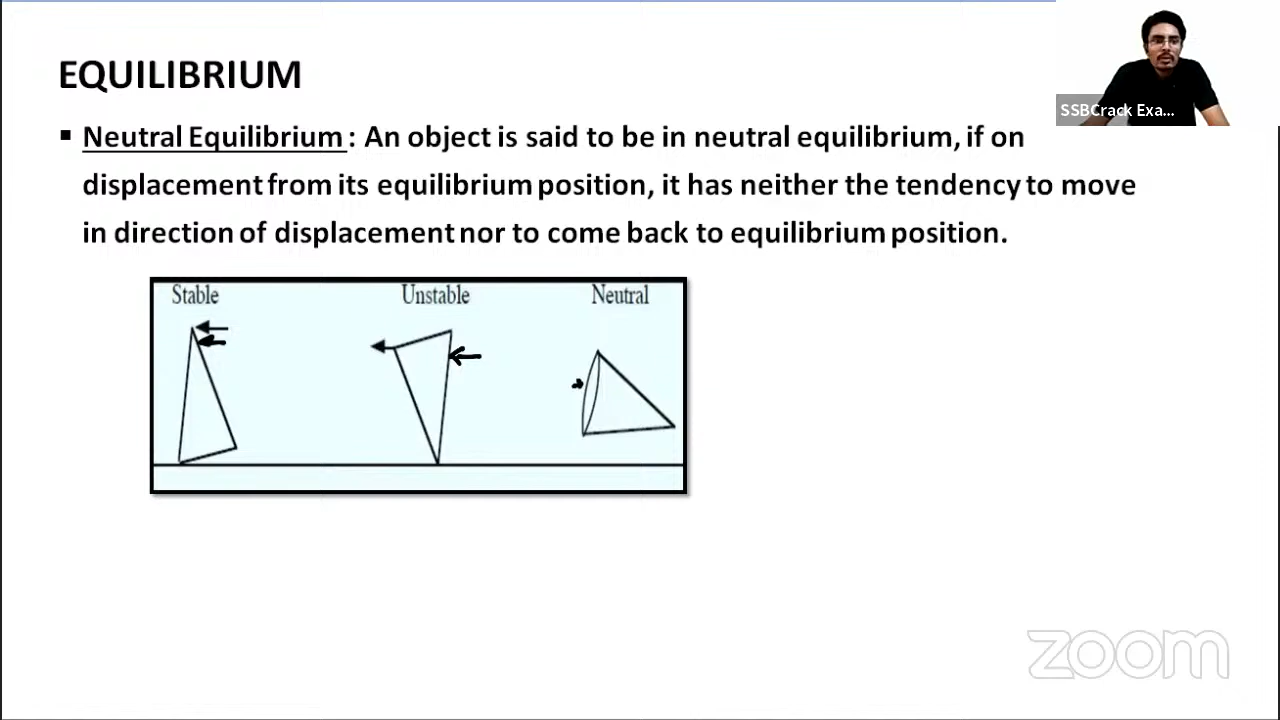 EQUILIBRIUM
SSBCrack Exa...
▪ Neutral Equilibrium : An object is said to be in neutral equilibrium, if on
displacement from its equilibrium position, it has neither the tendency to move
in direction of displacement nor to come back to equilibrium position.
Stable Unstable Neutral
zoom